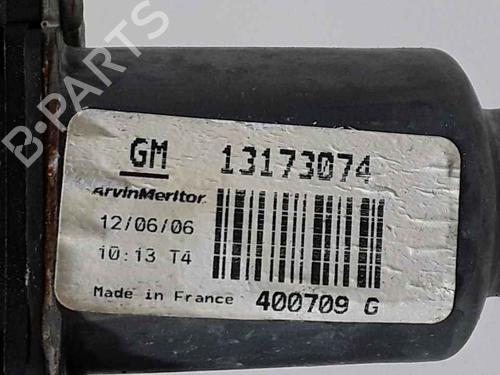 B-PARTS
GM 13173074
ArvinMeritor
12/06/06
10:13 T4
Made in France 400709 G